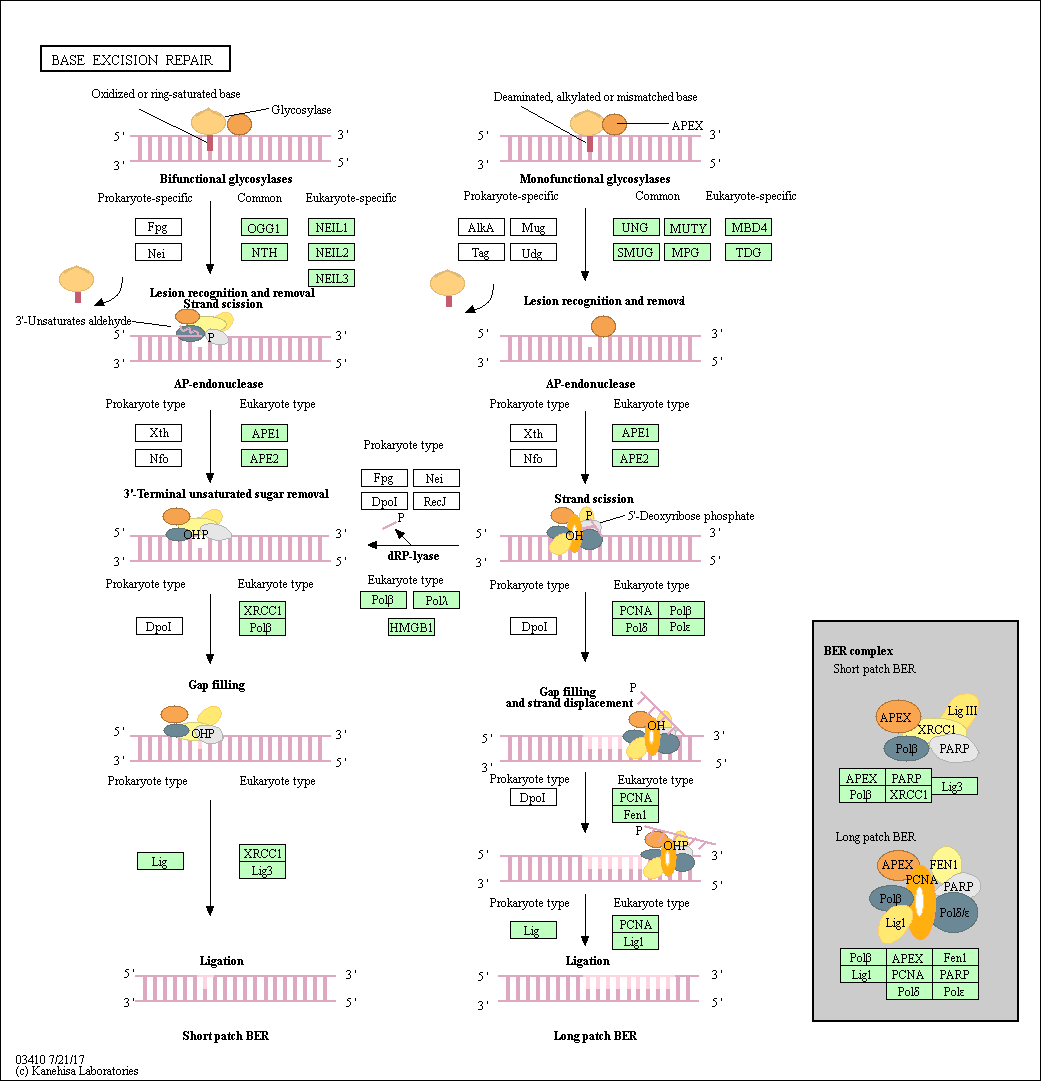 BASE EXCISION REPAIR
Oxidized or ring-saturated base
Glycosylase
5'
3'
3'
5'
Bifunctional glycosylases
Prokaryote-specific
Common
Eukaryote-specific
Fpg
OGG1
NEIL1
Nei
NTH
NEIL2
NEIL3
Lesion recognition and removal
Strand scission
3'-Unsaturates aldehyde
P
5'
3'
3'
5'
AP-endonuclease
Prokaryote type
Eukaryote type
Xth
APE1
Nfo
APE2
3'-Terminal unsaturated sugar removal
OHP
5'
3'
3'
5'
Prokaryote type
Eukaryote type
XRCC1
DpoI
Polβ
Gap filling
OHP
5'
3'
3'
5'
Prokaryote type
Eukaryote type
Lig
XRCC1
Lig3
Ligation
5'
3'
3'
5'
Short patch BER
Prokaryote type
Fpg
Nei
DpoI
RecJ
P
dRP-lyase
Eukaryote type
Polβ
Polλ
HMGB1
Deaminated, alkylated or mismatched base
APEX
5'
3'
3'
5'
Monofunctional glycosylases
Prokaryote-specific
Common
Eukaryote-specific
AlkA
Mug
UNG
MUTY
MBD4
Tag
Udg
SMUG
MPG
TDG
Lesion recognition and remova
5'
3'
3'
5'
AP-endonuclease
Prokaryote type
Eukaryote type
Xth
APE1
Nfo
APE2
Strand scission
P
5'-Deoxyribose phosphate
OH
5'
3'
3'
5'
Prokaryote type
Eukaryote type
PCNA
Polβ
DpoI
Polδ
Polε
Gap filling
and strand displacement
P
OH
5'
3'
3'
5'
Prokaryote type
Eukaryote type
DpoI
PCNA
Fen1
P
OHP
5'
3'
3'
5'
Prokaryote type
Eukaryote type
Lig
PCNA
Lig1
Ligation
5'
3'
3'
5'
Long patch BER
BER complex
Short patch BER
APEX
Lig III
XRCC1
Polβ
PARP
APEX
PARP
Lig3
Polβ
XRCC1
Long patch BER
APEX
FEN1
PCNA
PARP
Polβ
Polδ/ε
Lig1
Polβ
APEX
Fen1
Lig1
PCNA
PARP
Polδ
Polε
03410 7/21/17
(c) Kanehisa Laboratories